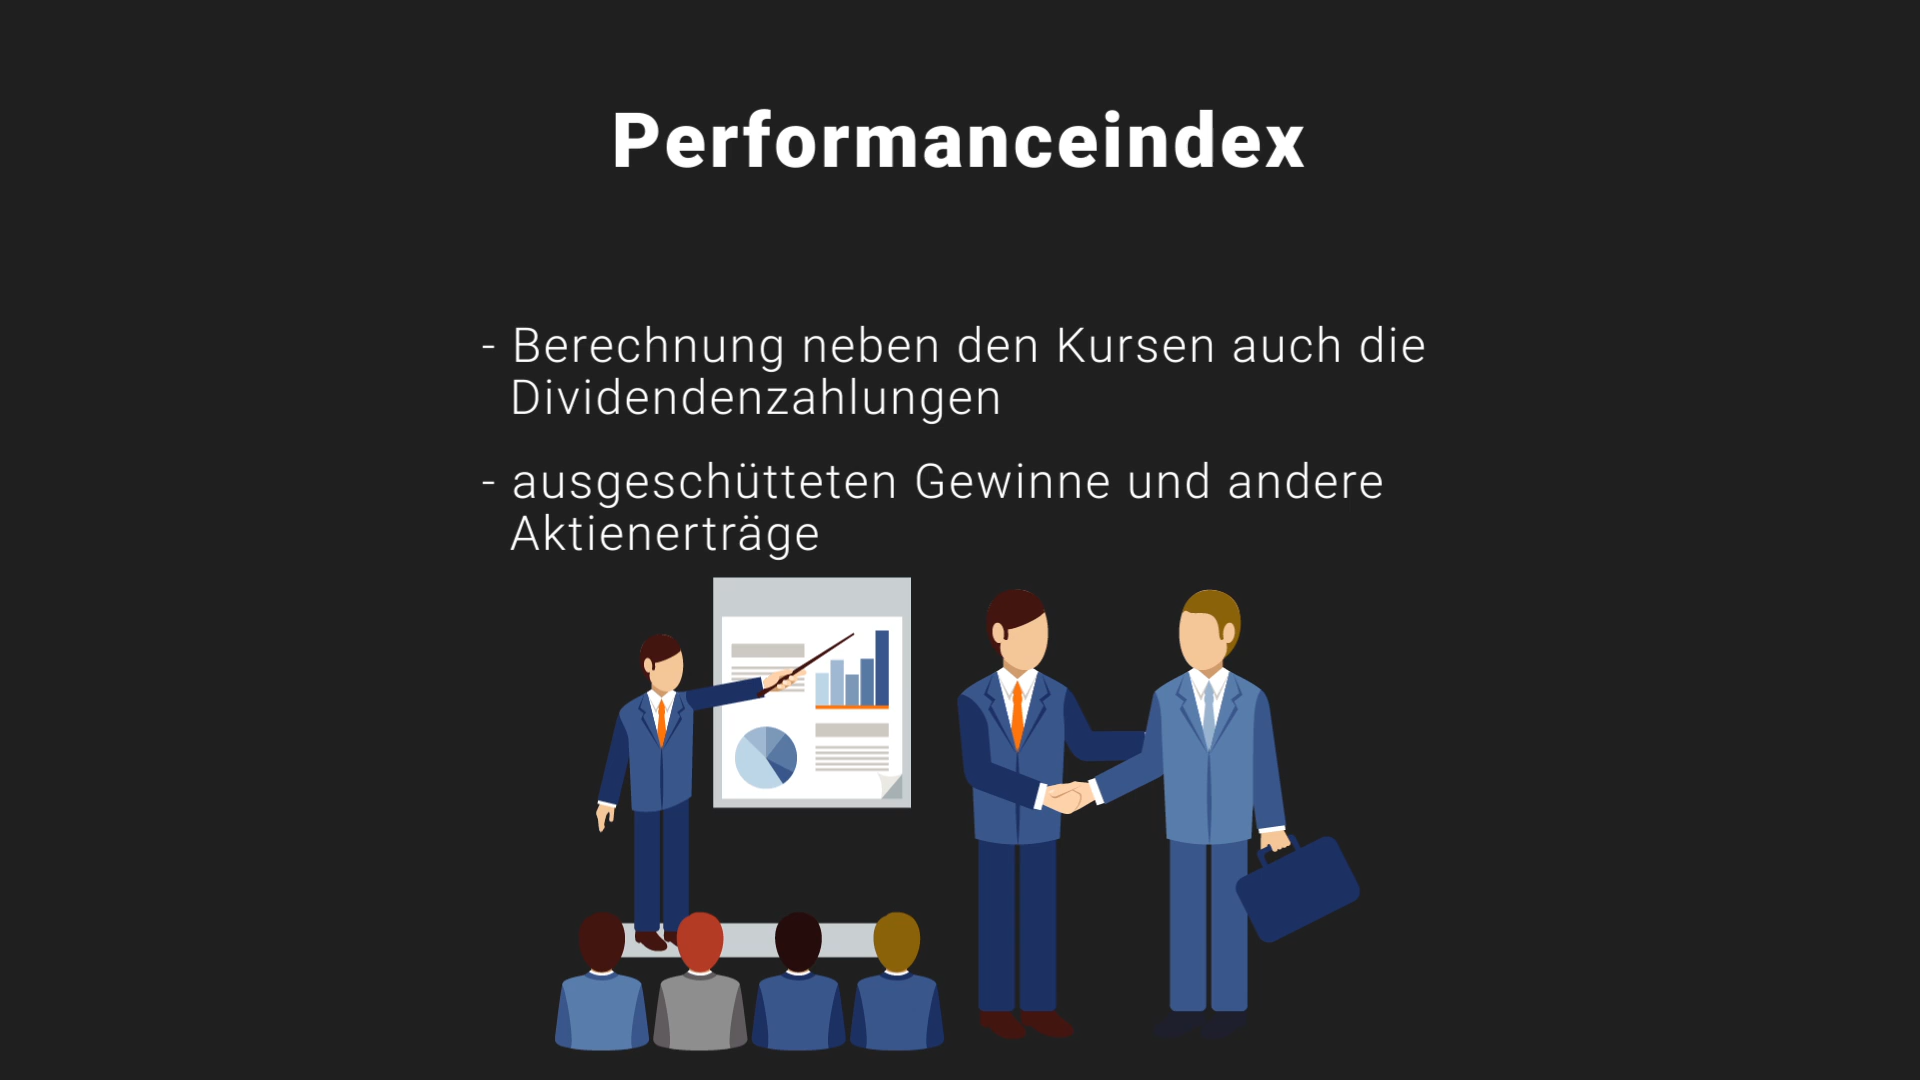 Performanceindex
- Berechnung neben den Kursen auch die
Dividendenzahlungen
- ausgeschütteten Gewinne und andere
Aktienerträge